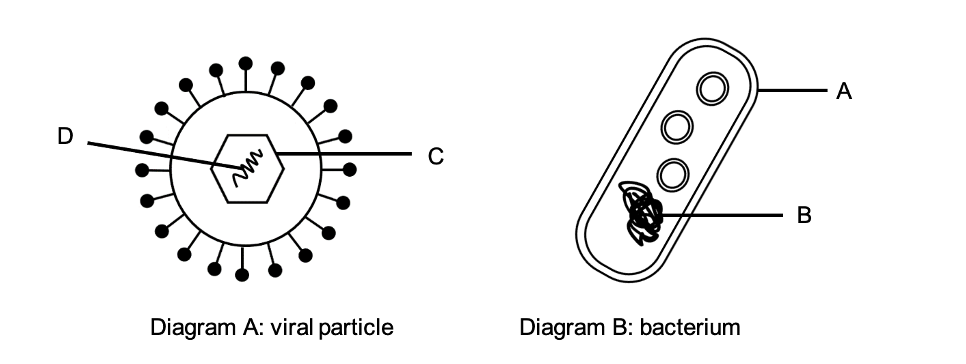 D
C
A
B
Diagram A: viral particle
Diagram B: bacterium